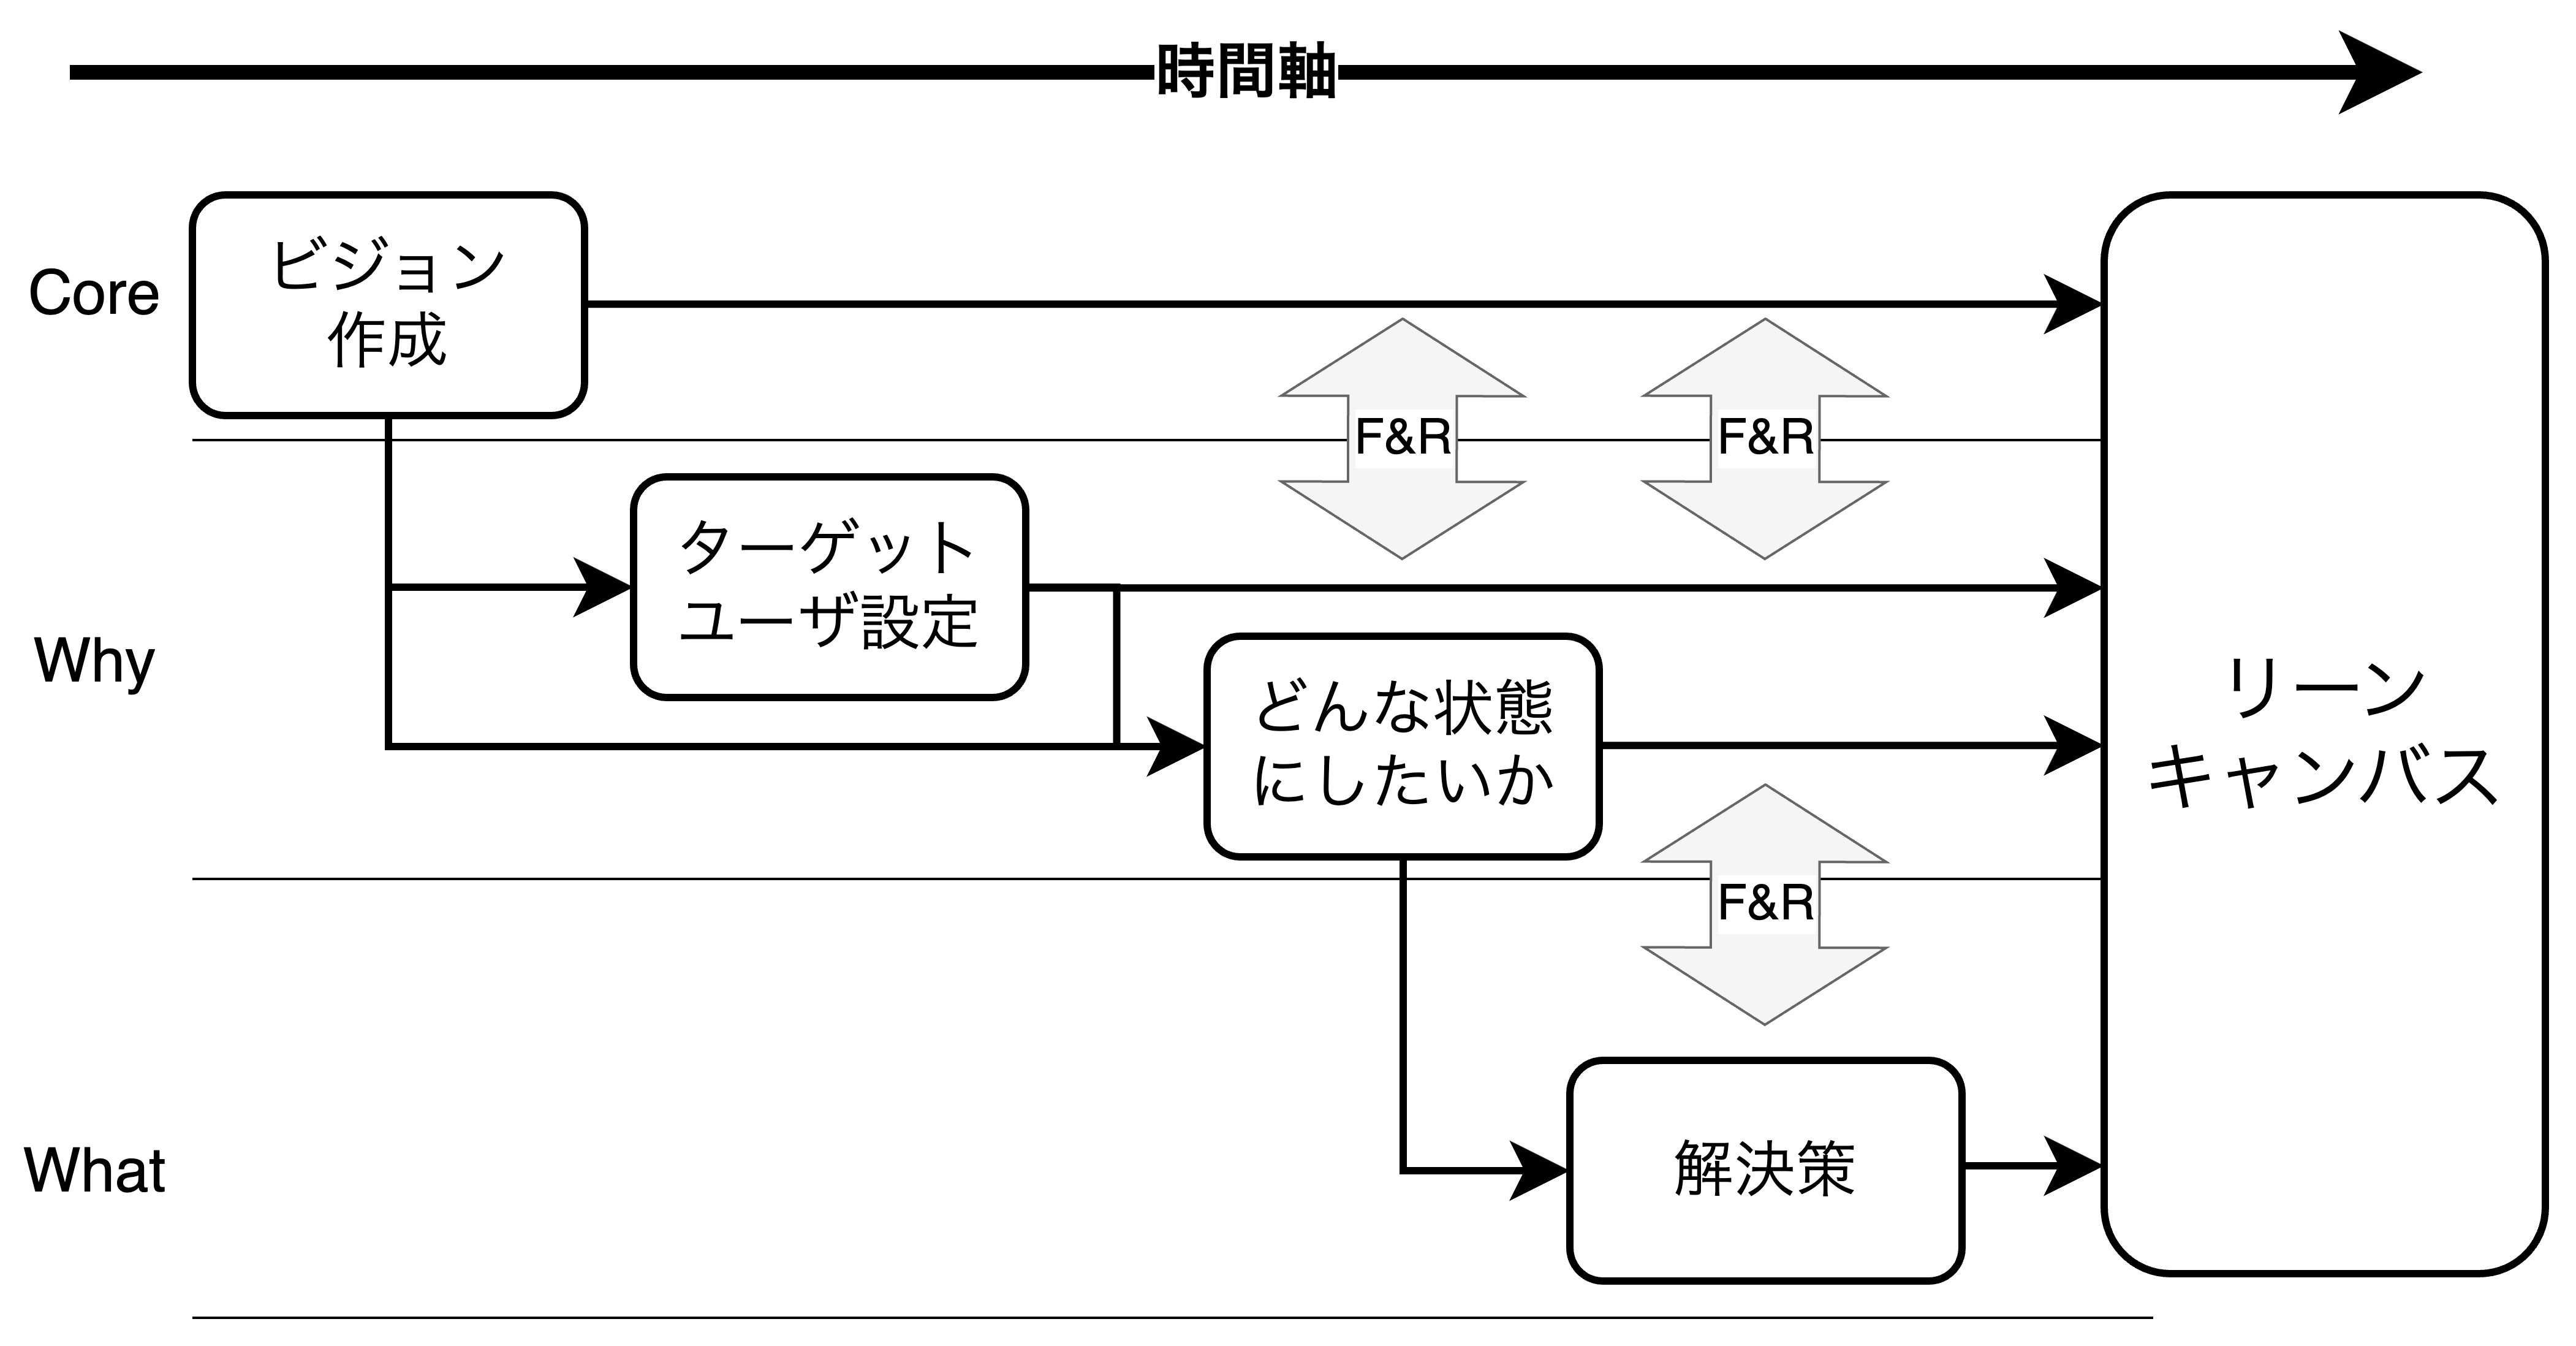 時間軸
Core
ビジョン
作成
F&R
F&R
Why
ターゲット
ユーザ設定
どんな状態
にしたいか
リーン
キャンバス
F&R
What
解決策